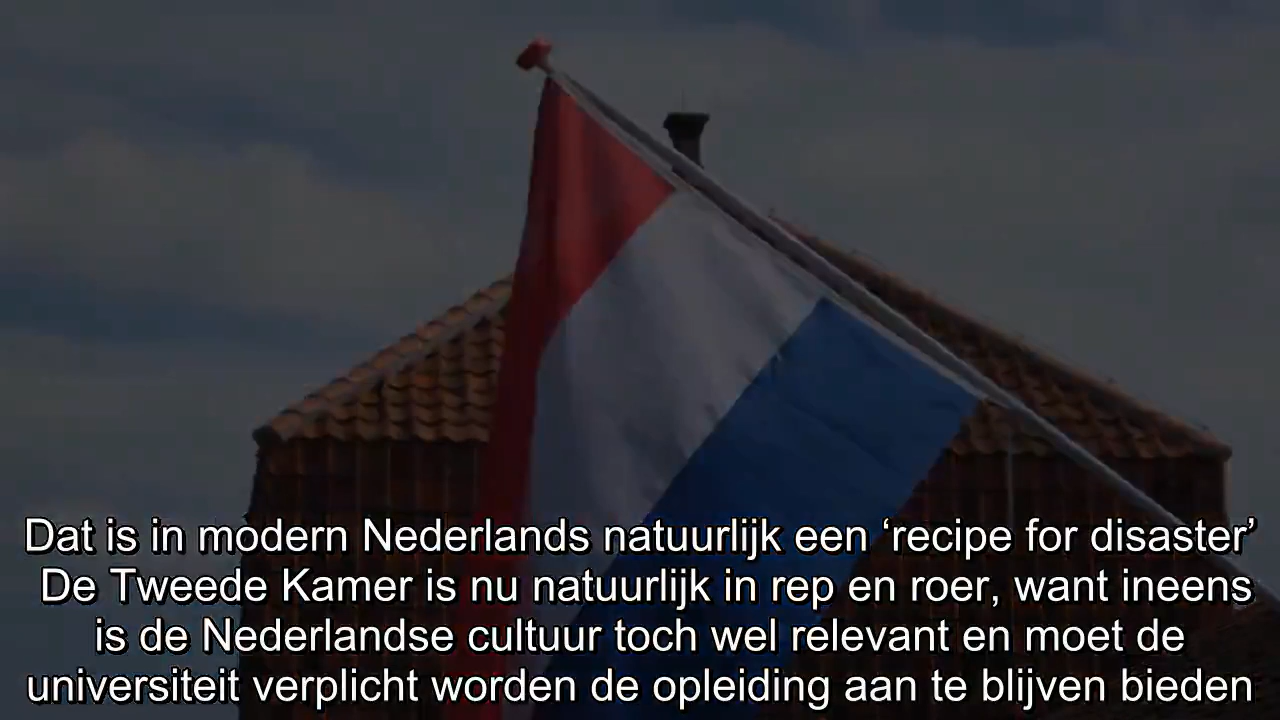 Dat is in modern Nederlands natuurlijk een ‘recipe for disaster’
De Tweede Kamer is nu natuurlijk in rep en roer, want ineens
is de Nederlandse cultuur toch wel relevant en moet de
universiteit verplicht worden de opleiding aan te blijven bieden